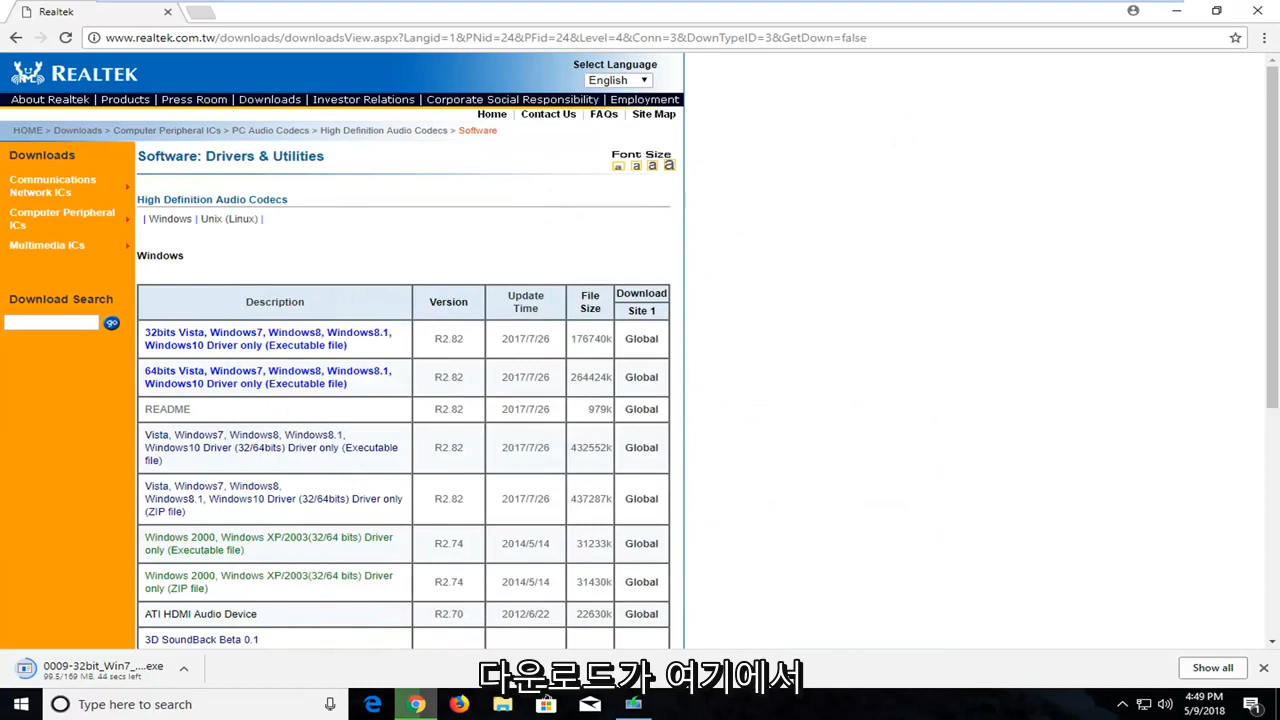 Realtek
www.realtek.com.tw/downloads/downloadsView.aspx?Langid=1&PNid=24&PFid=24&Level=4&Conn=3&DownTypeID=3&GetDown=false
REALTEK
Select Language
English
About Realtek | Products | Press Room | Downloads | Investor Relations | Corporate Social Responsibility | Employment
Home | Contact Us | FAQs | Site Map
HOME > Downloads > Computer Peripheral ICs > PC Audio Codecs > High Definition Audio Codecs > Software
Downloads
Communications
Network ICs
Computer Peripheral
ICs
Multimedia ICs
Download Search
go
Software: Drivers & Utilities
Font Size
a a a a
High Definition Audio Codecs
| Windows | Unix (Linux) |
Windows
Description Version Update Time File Size Download Site 1
32bits Vista, Windows7, Windows8, Windows8.1,
Windows10 Driver only (Executable file) R2.82 2017/7/26 176740k Global
64bits Vista, Windows7, Windows8, Windows8.1,
Windows10 Driver only (Executable file) R2.82 2017/7/26 264424k Global
README R2.82 2017/7/26 979k Global
Vista, Windows7, Windows8, Windows8.1,
Windows10 Driver (32/64bits) Driver only (Executable
file) R2.82 2017/7/26 432552k Global
Vista, Windows7, Windows8,
Windows8.1, Windows10 Driver (32/64bits) Driver only
(ZIP file) R2.82 2017/7/26 437287k Global
Windows 2000, Windows XP/2003(32/64 bits) Driver
only (Executable file) R2.74 2014/5/14 31233k Global
Windows 2000, Windows XP/2003(32/64 bits) Driver
only (ZIP file) R2.74 2014/5/14 31430k Global
ATI HDMI Audio Device R2.70 2012/6/22 22630k Global
3D SoundBack Beta 0.1
0009-32bit_Win7_....exe
99.5/169 MB, 44 secs left
다운로드가 여기에서
Show all
Type here to search
4:49 PM
5/9/2018
1